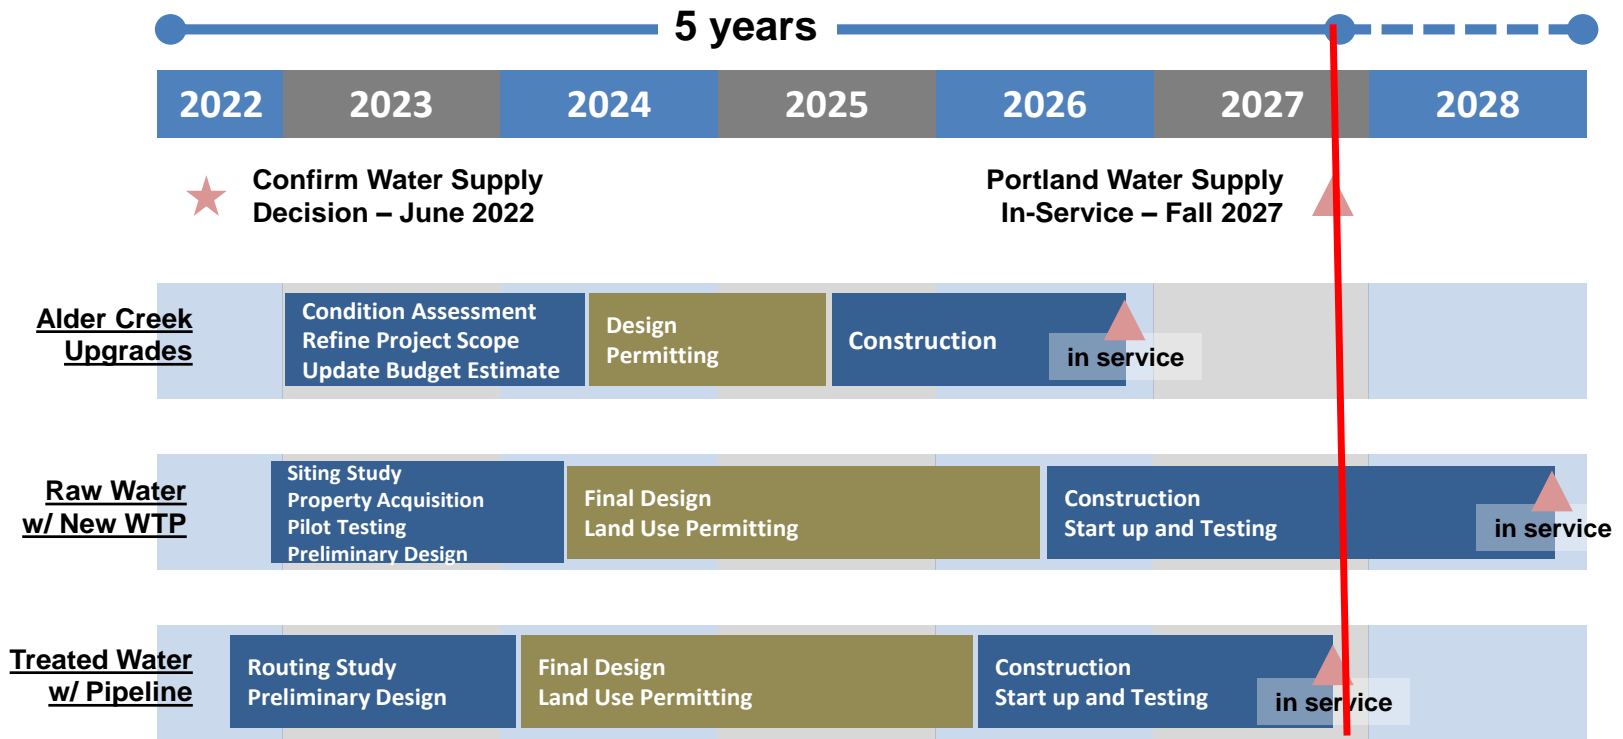 5 years
2022 2023 2024 2025 2026 2027 2028
Confirm Water Supply
Decision – June 2022
Portland Water Supply
In-Service – Fall 2027
Alder Creek
Upgrades
Condition Assessment
Refine Project Scope
Update Budget Estimate
Design
Permitting
Construction
in service
Raw Water
w/ New WTP
Siting Study
Property Acquisition
Pilot Testing
Preliminary Design
Final Design
Land Use Permitting
Construction
Start up and Testing
in service
Treated Water
w/ Pipeline
Routing Study
Preliminary Design
Final Design
Land Use Permitting
Construction
Start up and Testing
in service